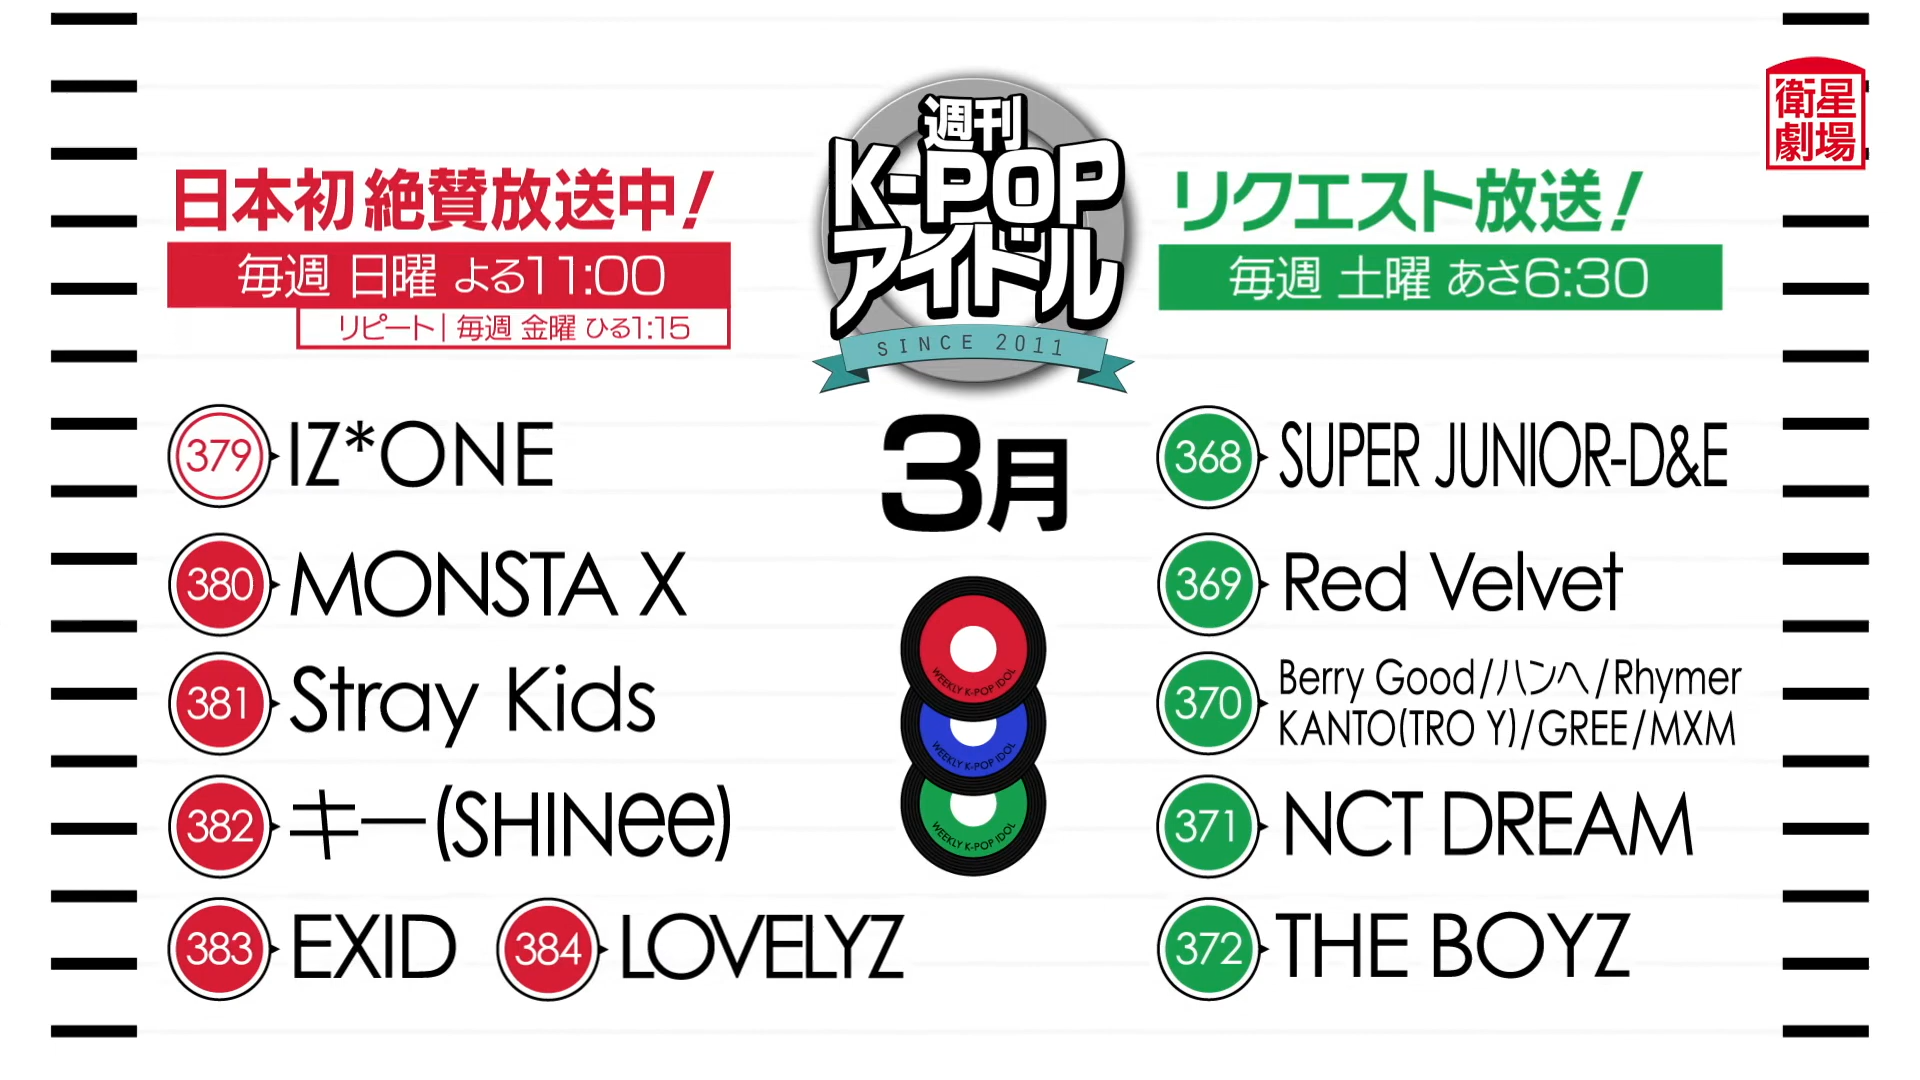 衛星
劇場
週刊
K-POP
アイドル
SINCE 2011
日本初 絶賛放送中!
毎週 日曜 よる11:00
リピート| 毎週 金曜 ひる1:15
リクエスト放送!
毎週 土曜 あさ6:30
3月
379 IZ*ONE
380 MONSTA X
381 Stray Kids
382 キー(SHINee)
383 EXID 384 LOVELYZ
WEEKLY K-POP IDOL
WEEKLY K-POP IDOL
WEEKLY K-POP IDOL
368 SUPER JUNIOR-D&E
369 Red Velvet
370 Berry Good/ハンヘ/Rhymer
KANTO(TRO Y)/GREE/MXM
371 NCT DREAM
372 THE BOYZ